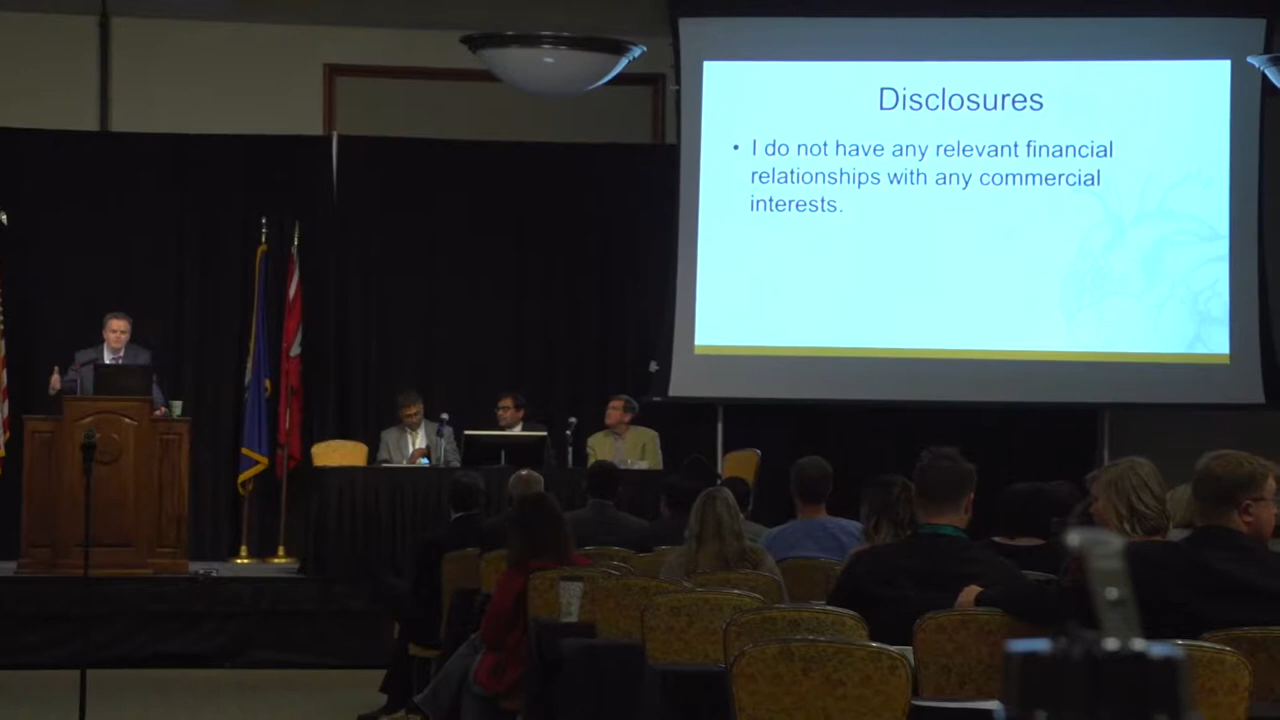 Disclosures
• I do not have any relevant financial
relationships with any commercial
interests.